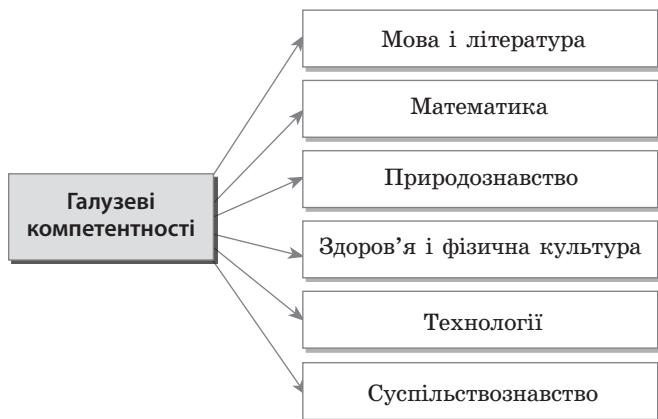 Галузеві
компетентності
Мова і література
Математика
Природознавство
Здоров’я і фізична культура
Технології
Суспільствознавство